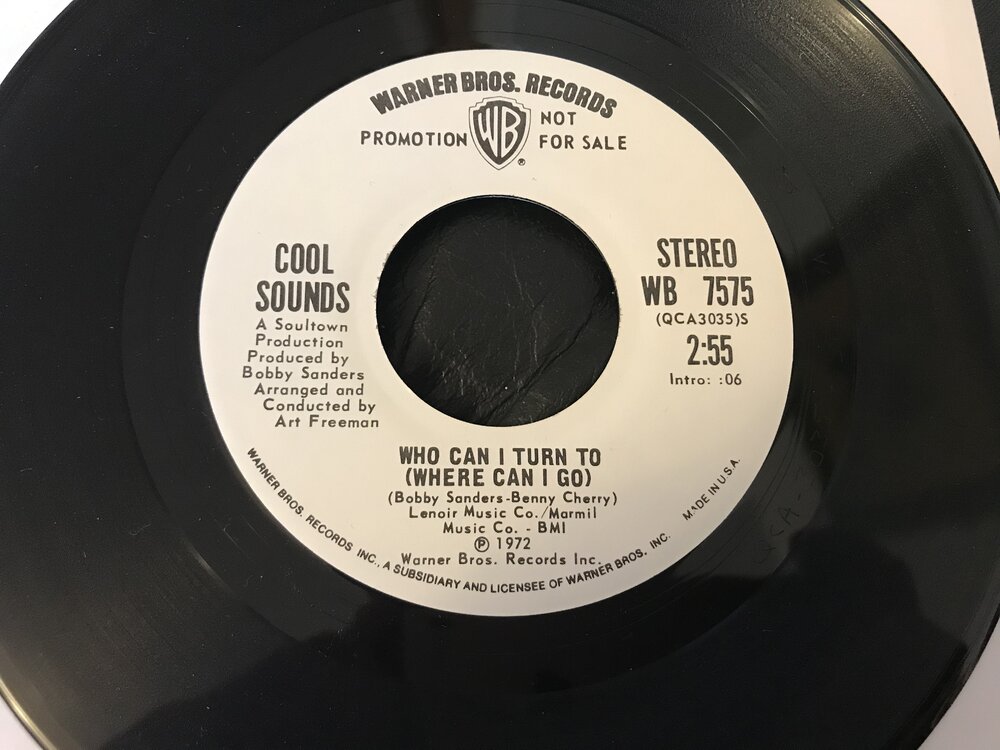 WARNER BROS. RECORDS
PROMOTION WB NOT FOR SALE
®
COOL
SOUNDS
A Soultown
Production
Produced by
Bobby Sanders
Arranged and
Conducted by
Art Freeman
STEREO
WB 7575
(QCA3035)S
2:55
Intro: :06
WHO CAN I TURN TO
(WHERE CAN I GO)
(Bobby Sanders-Benny Cherry)
Lenoir Music Co./Marmil
Music Co. - BMI
℗ 1972
Warner Bros. Records Inc.
WARNER BROS. RECORDS INC., A SUBSIDIARY AND LICENSEE OF WARNER BROS. INC. MADE IN U.S.A.